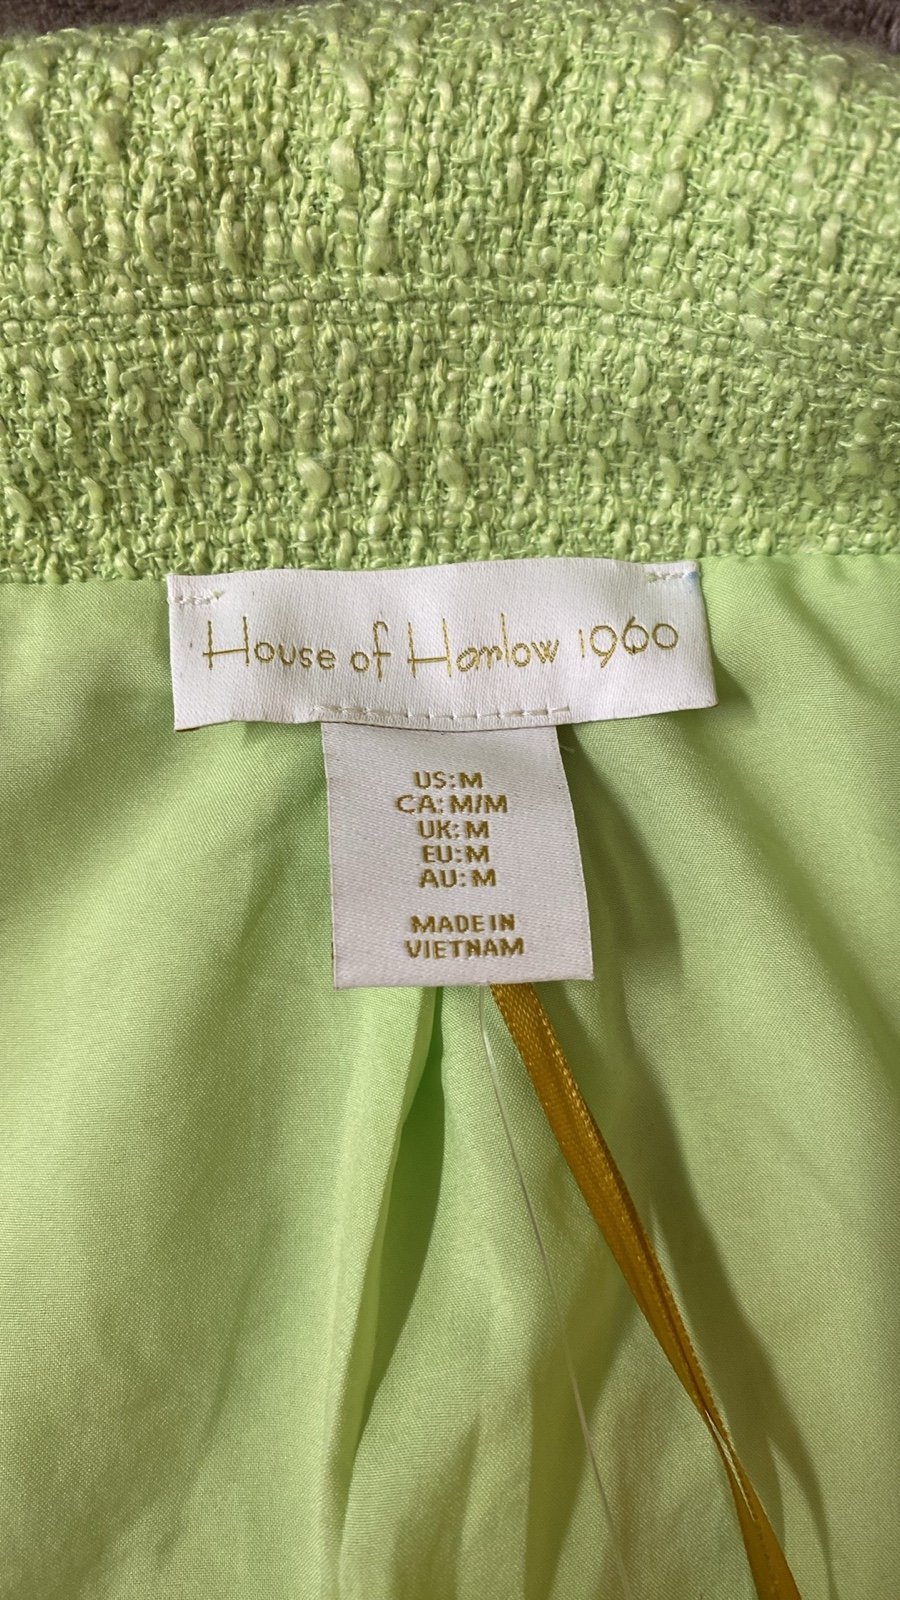 House of Harlow 1960
US: M
CA: M/M
UK: M
EU: M
AU: M
MADE IN
VIETNAM